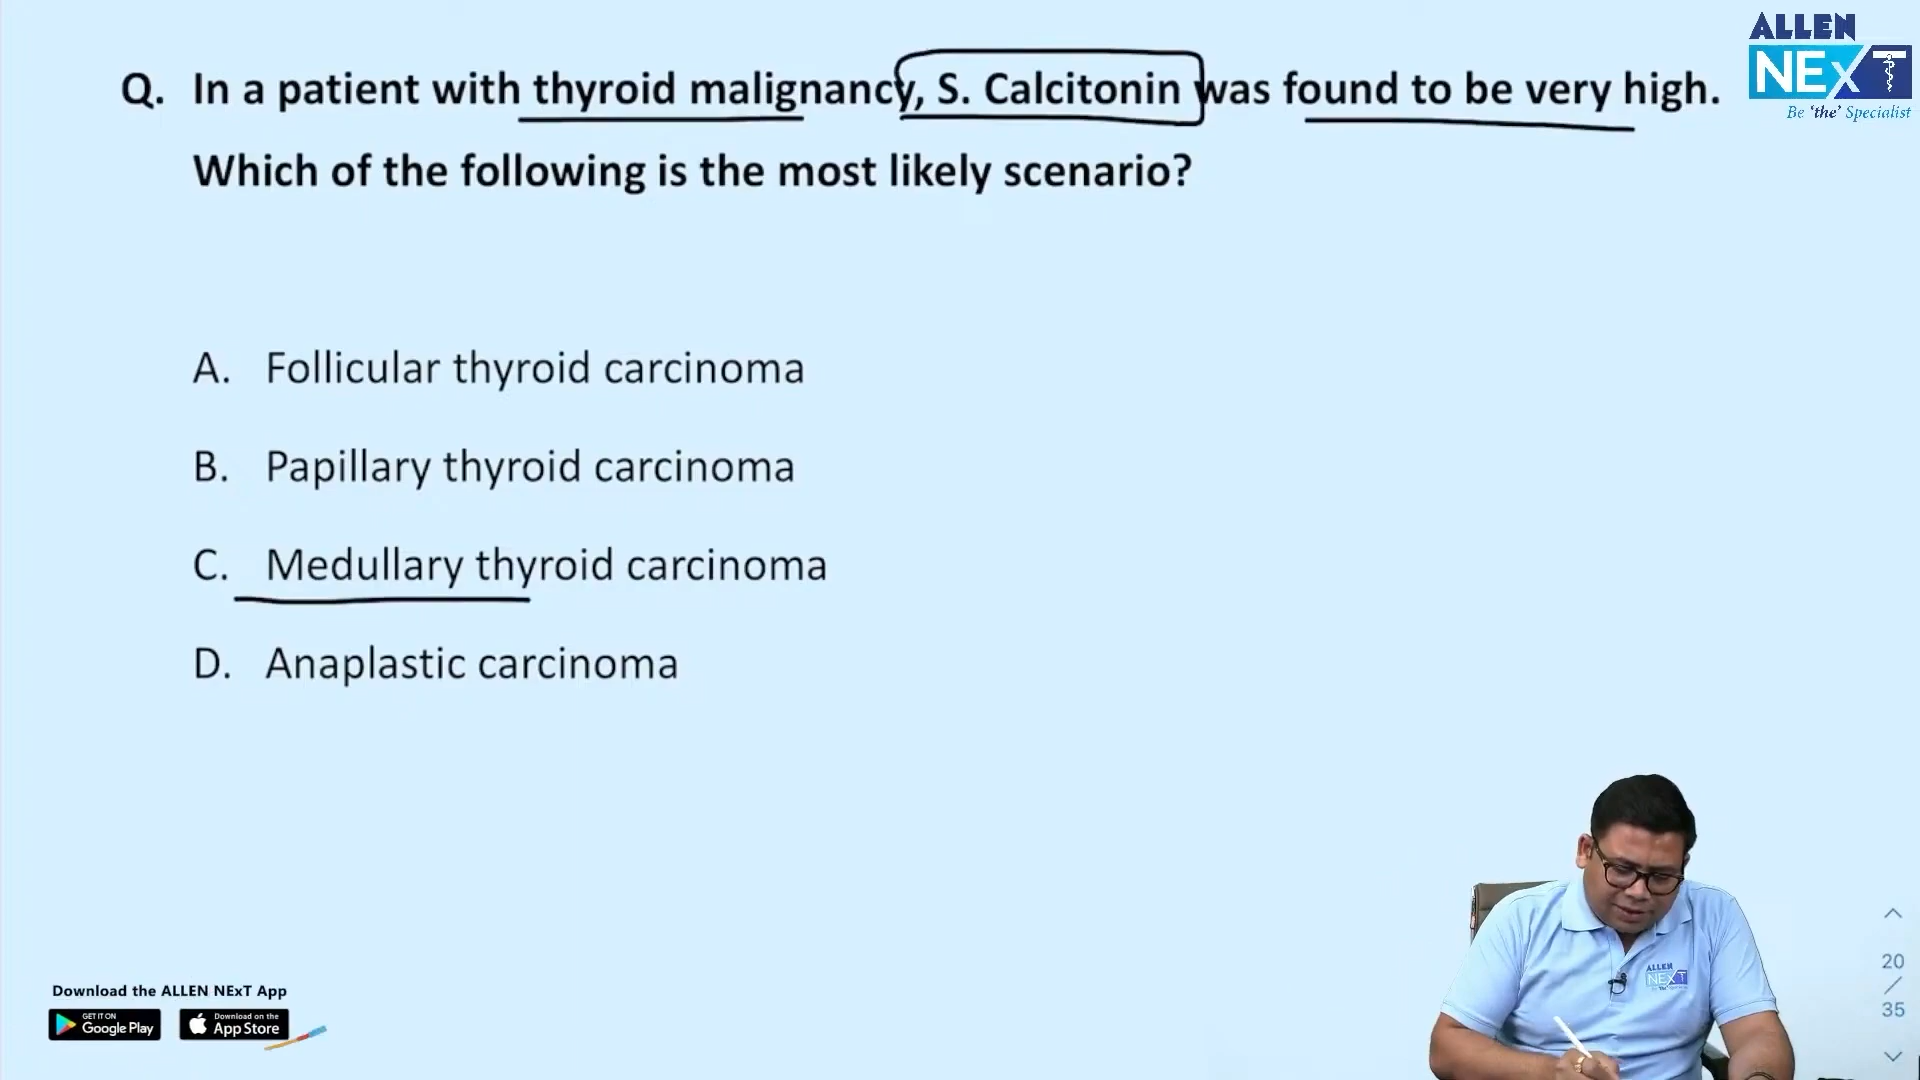 ALLEN
NExT
Be 'the' Specialist
Q. In a patient with thyroid malignancy, S. Calcitonin was found to be very high.
Which of the following is the most likely scenario?
A. Follicular thyroid carcinoma
B. Papillary thyroid carcinoma
C. Medullary thyroid carcinoma
D. Anaplastic carcinoma
ALLEN
NEXT
Download the ALLEN NExT App
GET IT ON
Google Play
Download on the
App Store
20
/
35